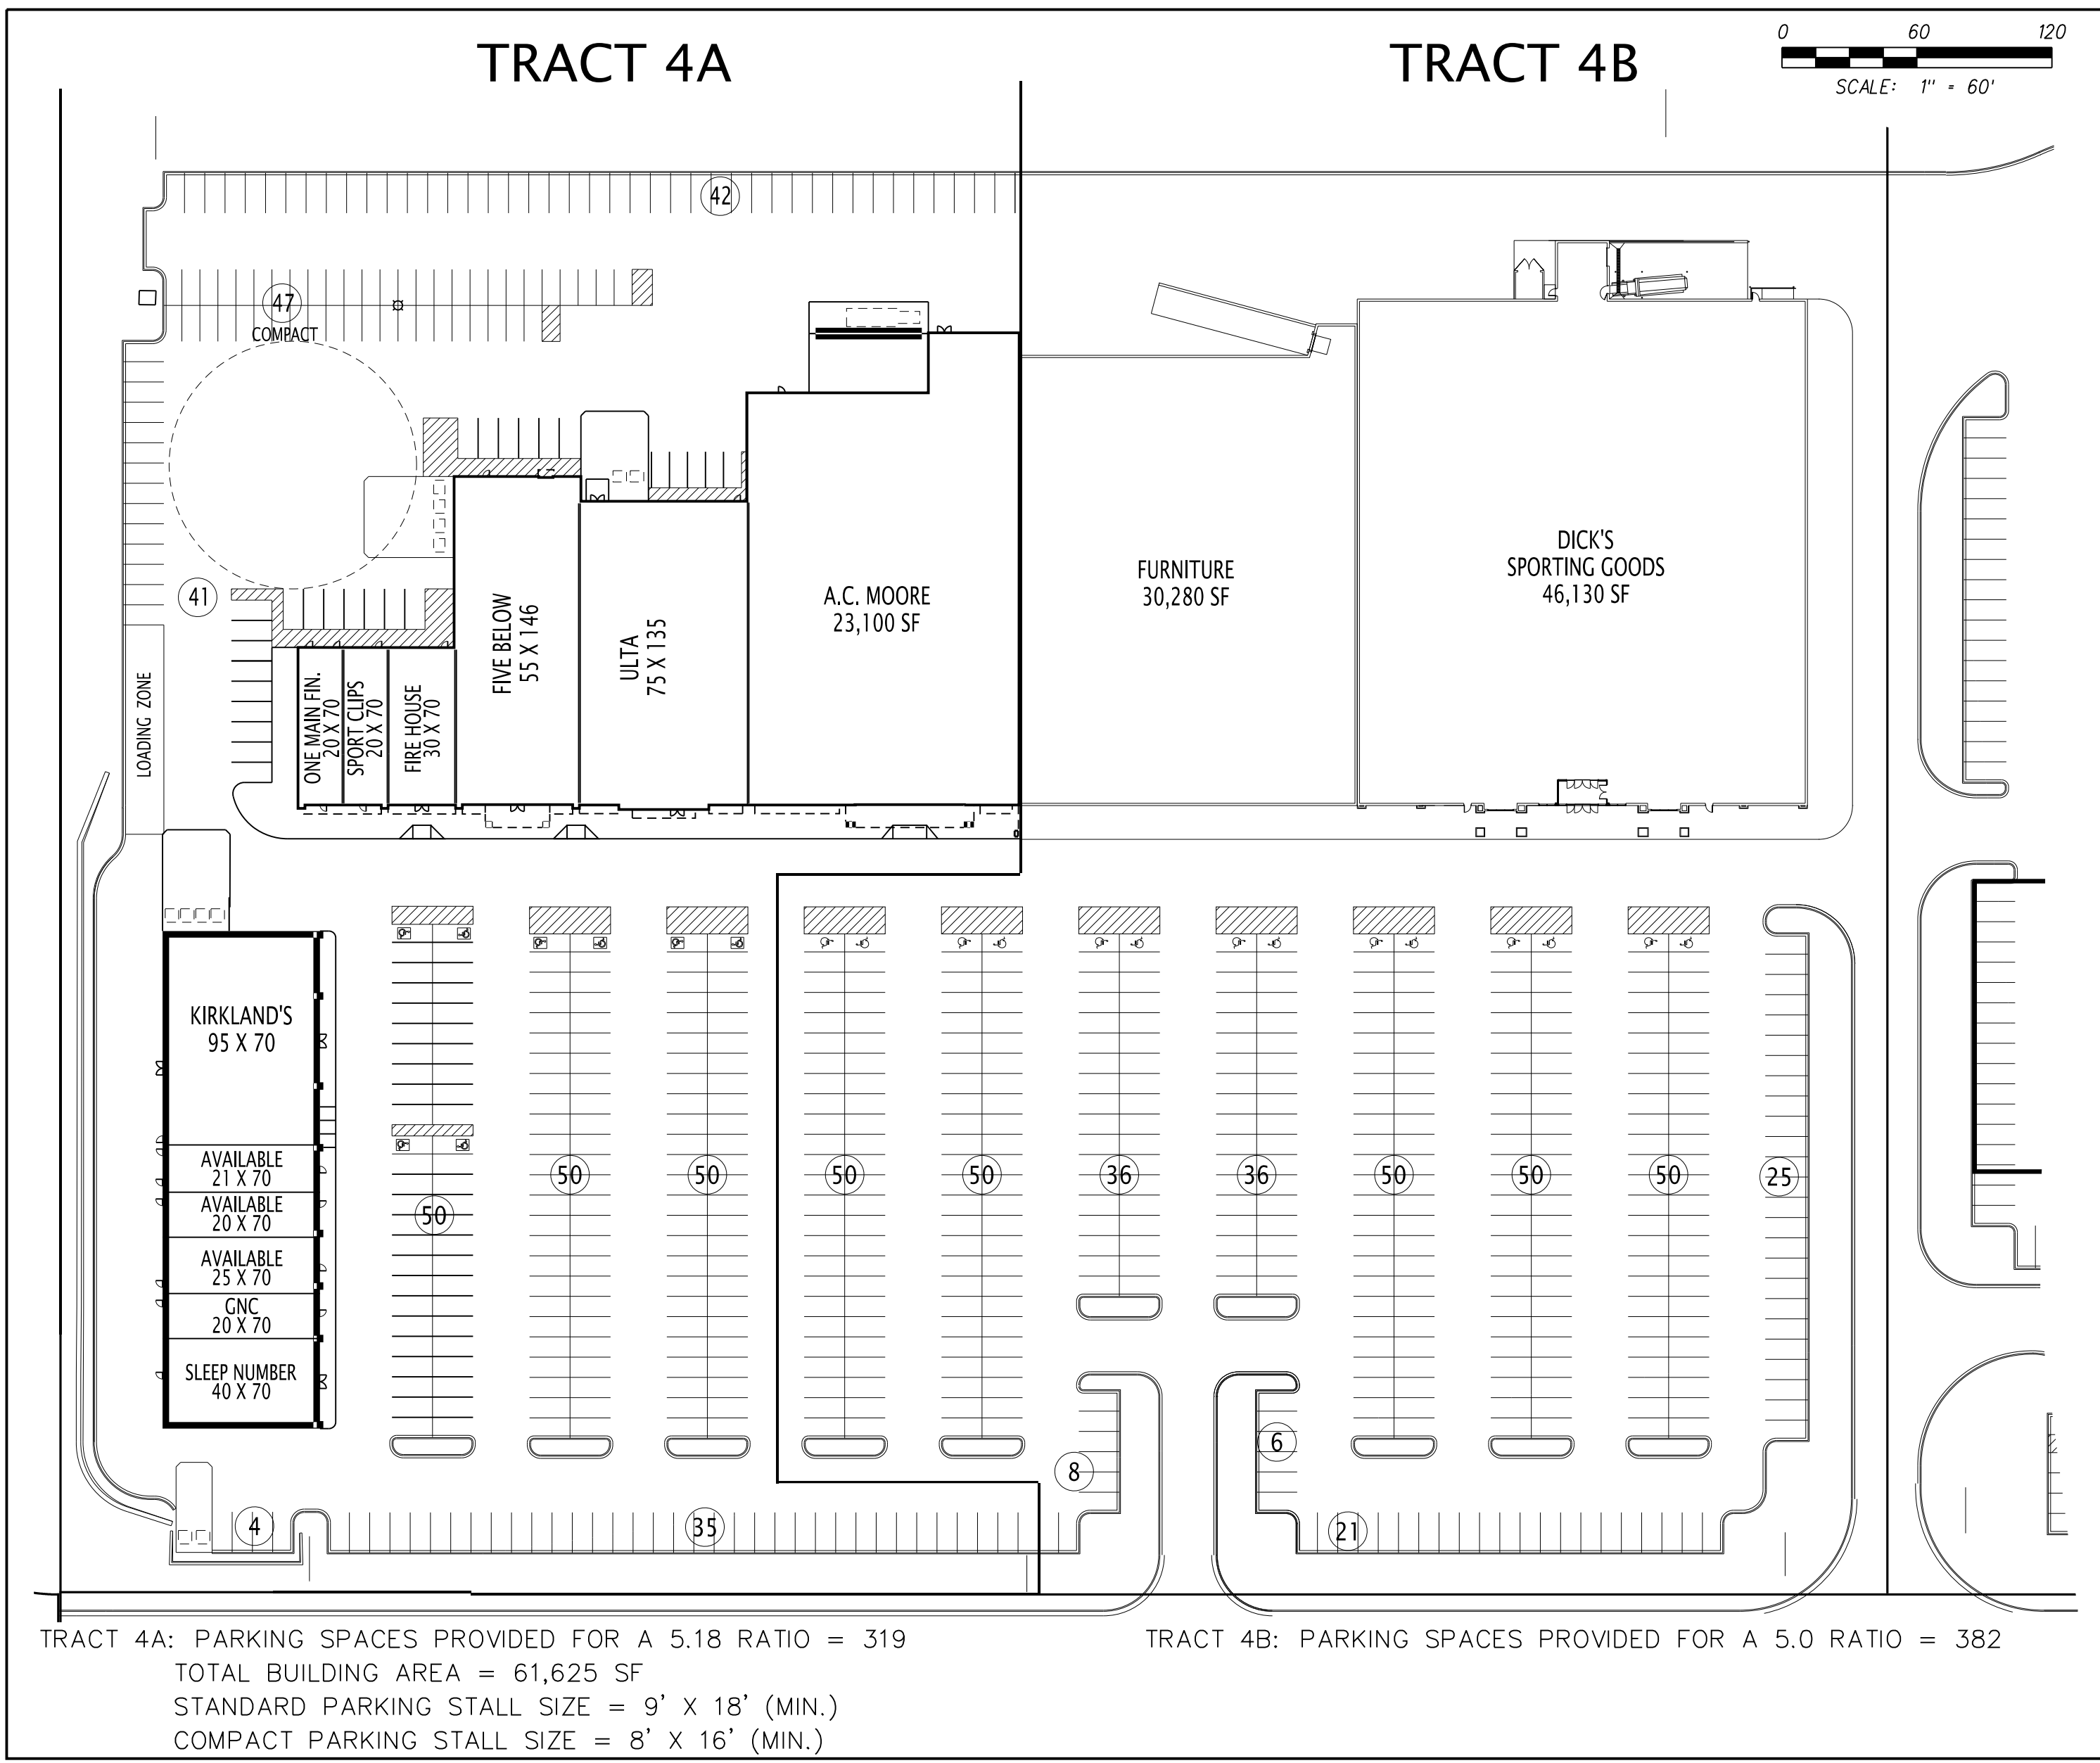 TRACT 4A
TRACT 4B
0 60 120
SCALE: 1" = 60'
42
47
COMPACT
41
LOADING ZONE
ONE MAIN FIN.
20 X 70
SPORT CLIPS
20 X 70
FIRE HOUSE
30 X 70
FIVE BELOW
55 X 146
ULTA
75 X 135
A.C. MOORE
23,100 SF
FURNITURE
30,280 SF
DICK'S
SPORTING GOODS
46,130 SF
KIRKLAND'S
95 X 70
AVAILABLE
21 X 70
AVAILABLE
20 X 70
AVAILABLE
25 X 70
GNC
20 X 70
SLEEP NUMBER
40 X 70
50
50
50
50
50
36
36
50
50
50
25
8
6
4
35
21
TRACT 4A: PARKING SPACES PROVIDED FOR A 5.18 RATIO = 319
TOTAL BUILDING AREA = 61,625 SF
STANDARD PARKING STALL SIZE = 9' X 18' (MIN.)
COMPACT PARKING STALL SIZE = 8' X 16' (MIN.)
TRACT 4B: PARKING SPACES PROVIDED FOR A 5.0 RATIO = 382